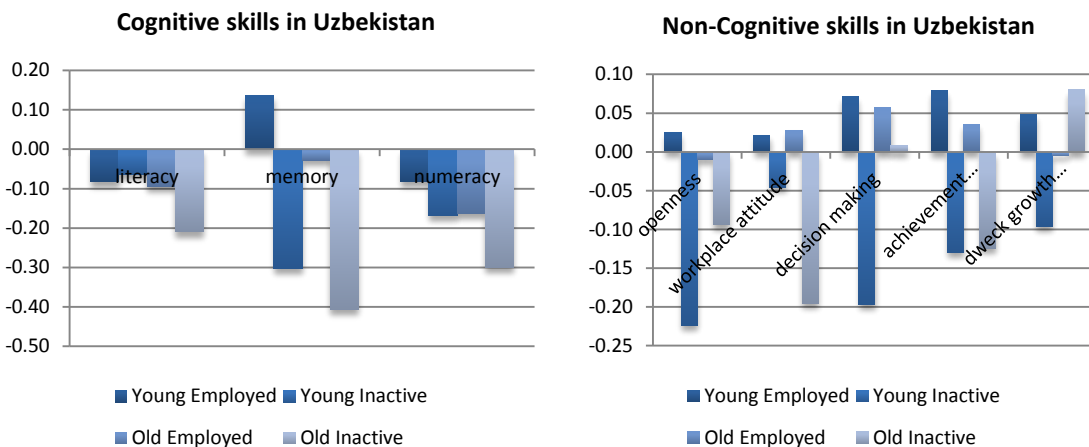 Cognitive skills in Uzbekistan
0.20
0.10
0.00
-0.10
-0.20
-0.30
-0.40
-0.50
literacy
memory
numeracy
Young Employed
Young Inactive
Old Employed
Old Inactive
Non-Cognitive skills in Uzbekistan
0.10
0.05
0.00
-0.05
-0.10
-0.15
-0.20
-0.25
openness
workplace attitude
decision making
achievement...
dweck growth...
Young Employed
Young Inactive
Old Employed
Old Inactive